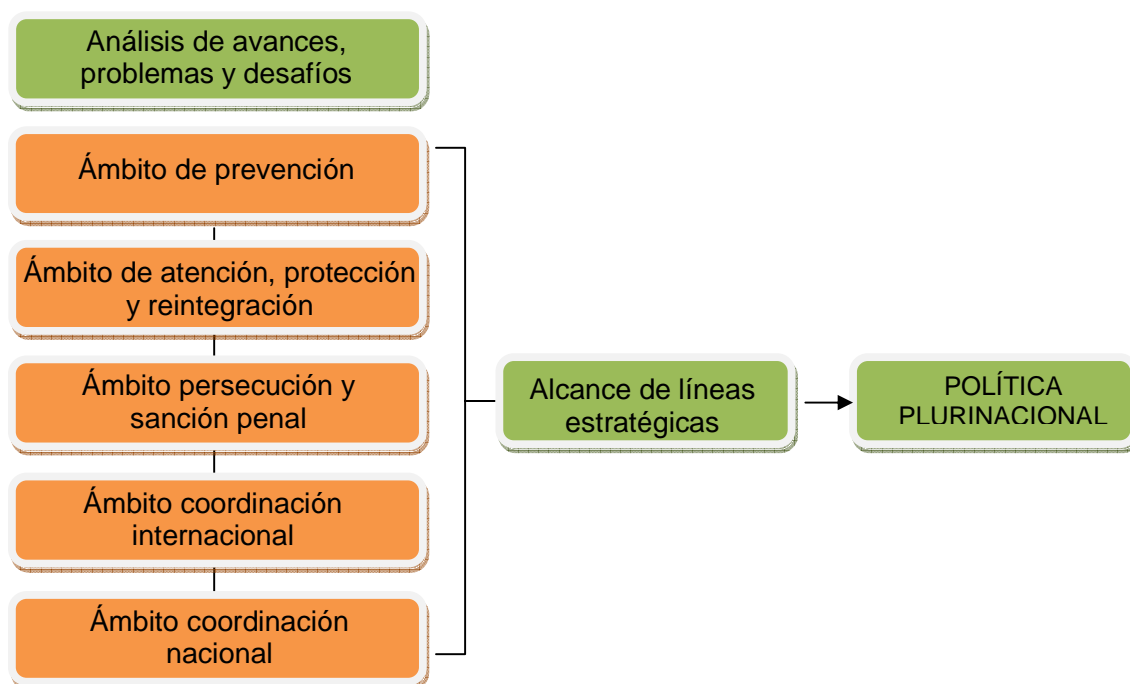 Análisis de avances,
problemas y desafíos
Ámbito de prevención
Ámbito de atención, protección
y reintegración
Ámbito persecución y
sanción penal
Ámbito coordinación
internacional
Ámbito coordinación
nacional
Alcance de líneas
estratégicas
POLÍTICA
PLURINACIONAL